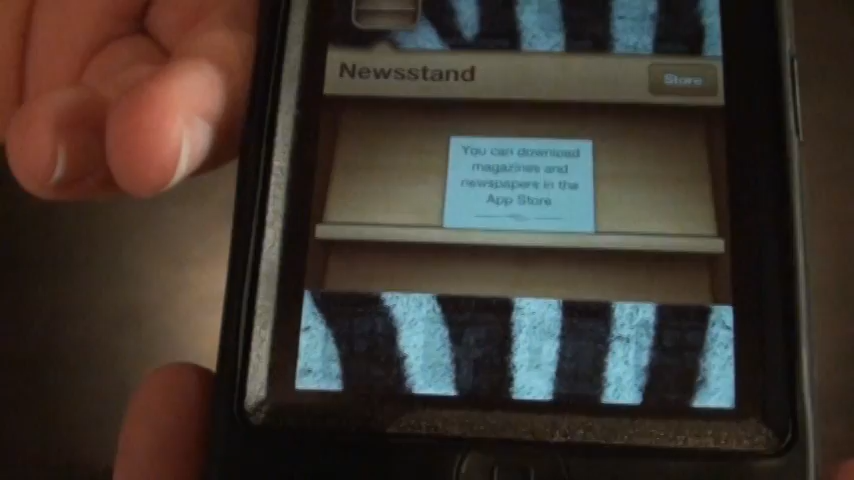 Newsstand
Store
You can download
magazines and
newspapers in the
App Store